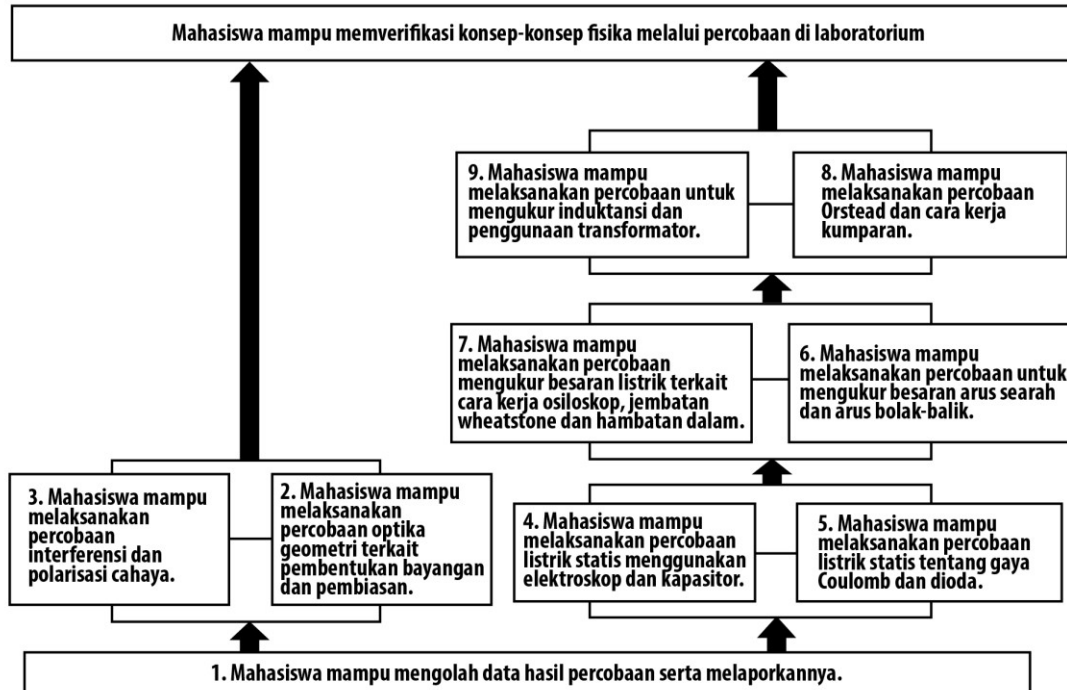 Mahasiswa mampu memverifikasi konsep-konsep fisika melalui percobaan di laboratorium
9. Mahasiswa mampu
melaksanakan percobaan untuk
mengukur induktansi dan
penggunaan transformator.
8. Mahasiswa mampu
melaksanakan percobaan
Orstead dan cara kerja
kumparan.
7. Mahasiswa mampu
melaksanakan percobaan
mengukur besaran listrik terkait
cara kerja osiloskop, jembatan
wheatstone dan hambatan dalam.
6. Mahasiswa mampu
melaksanakan percobaan untuk
mengukur besaran arus searah
dan arus bolak-balik.
3. Mahasiswa mampu
melaksanakan
percobaan
interferensi dan
polarisasi cahaya.
2. Mahasiswa mampu
melaksanakan
percobaan optika
geometri terkait
pembentukan bayangan
dan pembiasan.
4. Mahasiswa mampu
melaksanakan percobaan
listrik statis menggunakan
elektroskop dan kapasitor.
5. Mahasiswa mampu
melaksanakan percobaan
listrik statis tentang gaya
Coulomb dan dioda.
1. Mahasiswa mampu mengolah data hasil percobaan serta melaporkannya.